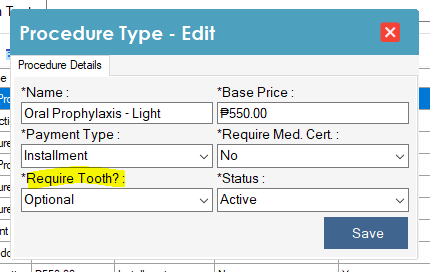 Procedure Type - Edit
Procedure Details
*Name :
*Base Price :
Oral Prophylaxis - Light
₱550.00
*Payment Type :
*Require Med. Cert. :
Installment
No
*Require Tooth? :
*Status :
Optional
Active
Save